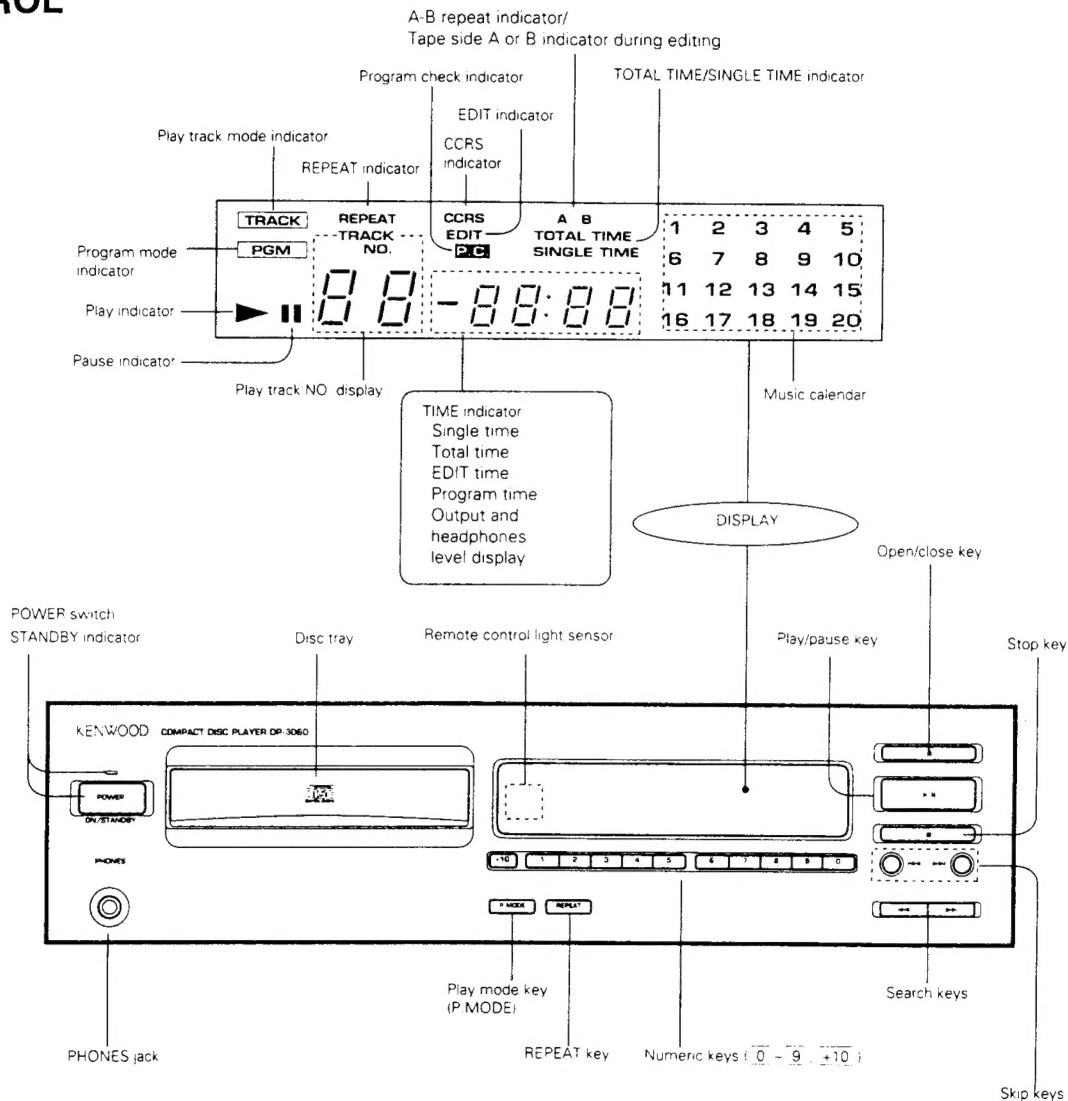 ROL
A-B repeat indicator/
Tape side A or B indicator during editing
Program check indicator
TOTAL TIME/SINGLE TIME indicator
EDIT indicator
Play track mode indicator
CCRS
indicator
REPEAT indicator
TRACK REPEAT CCRS A B
TRACK EDIT TOTAL TIME
PGM NO. P.C. SINGLE TIME
1 2 3 4 5
6 7 8 9 10
11 12 13 14 15
16 17 18 19 20
88 -88:88
Program mode
indicator
Play indicator
Pause indicator
Play track NO. display
Music calendar
TIME indicator
Single time
Total time
EDIT time
Program time
Output and
headphones
level display
DISPLAY
Open/close key
POWER switch
STANDBY indicator
Disc tray
Remote control light sensor
Play/pause key
Stop key
KENWOOD COMPACT DISC PLAYER DP-3060
POWER
ON/STANDBY
PHONES
+10 1 2 3 4 5 6 7 8 9 0
P.MODE REPEAT
Play mode key
(P.MODE)
Search keys
PHONES jack
REPEAT key
Numeric keys ( 0 ~ 9 , +10 )
Skip keys